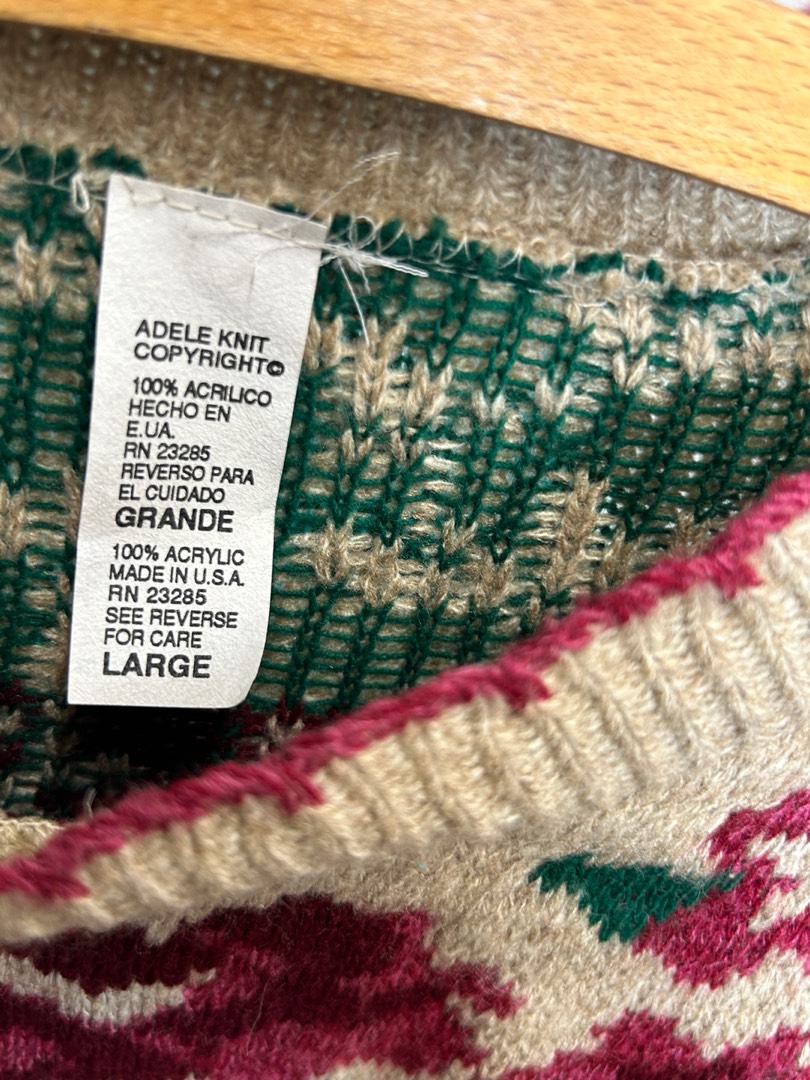 ADELE KNIT
COPYRIGHT©
100% ACRILICO
HECHO EN
E.UA.
RN 23285
REVERSO PARA
EL CUIDADO
GRANDE
100% ACRYLIC
MADE IN U.S.A.
RN 23285
SEE REVERSE
FOR CARE
LARGE